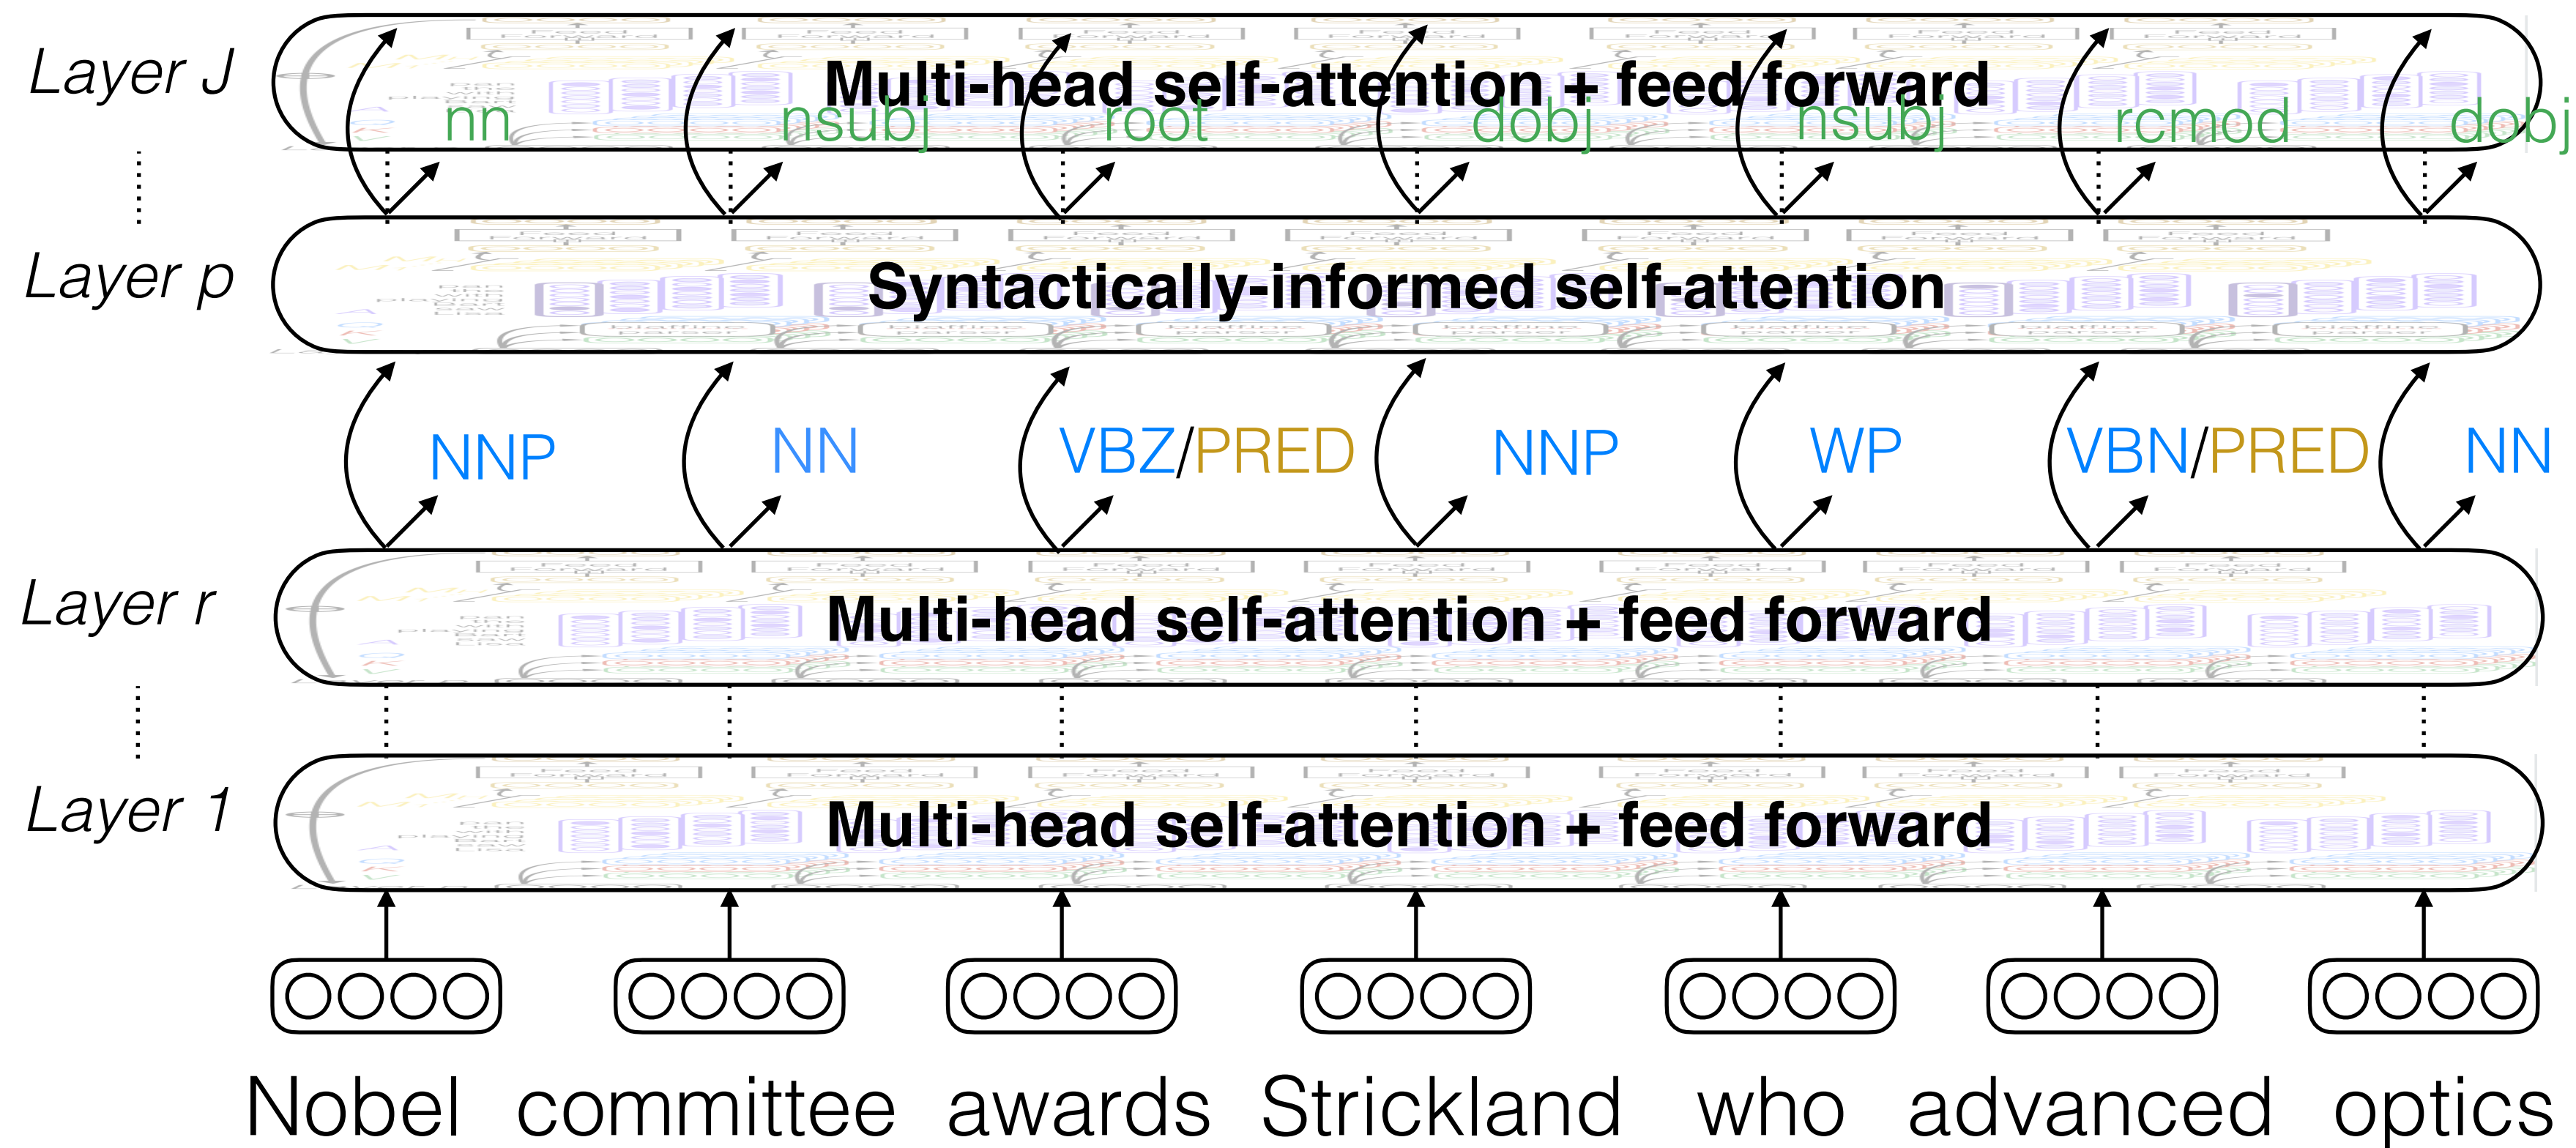 Layer J
Multi-head self-attention + feed forward
nn nsubj root dobj nsubj rcmod dobj
Layer p
Syntactically-informed self-attention
NNP NN VBZ/PRED NNP WP VBN/PRED NN
Layer r
Multi-head self-attention + feed forward
Layer 1
Multi-head self-attention + feed forward
Nobel committee awards Strickland who advanced optics